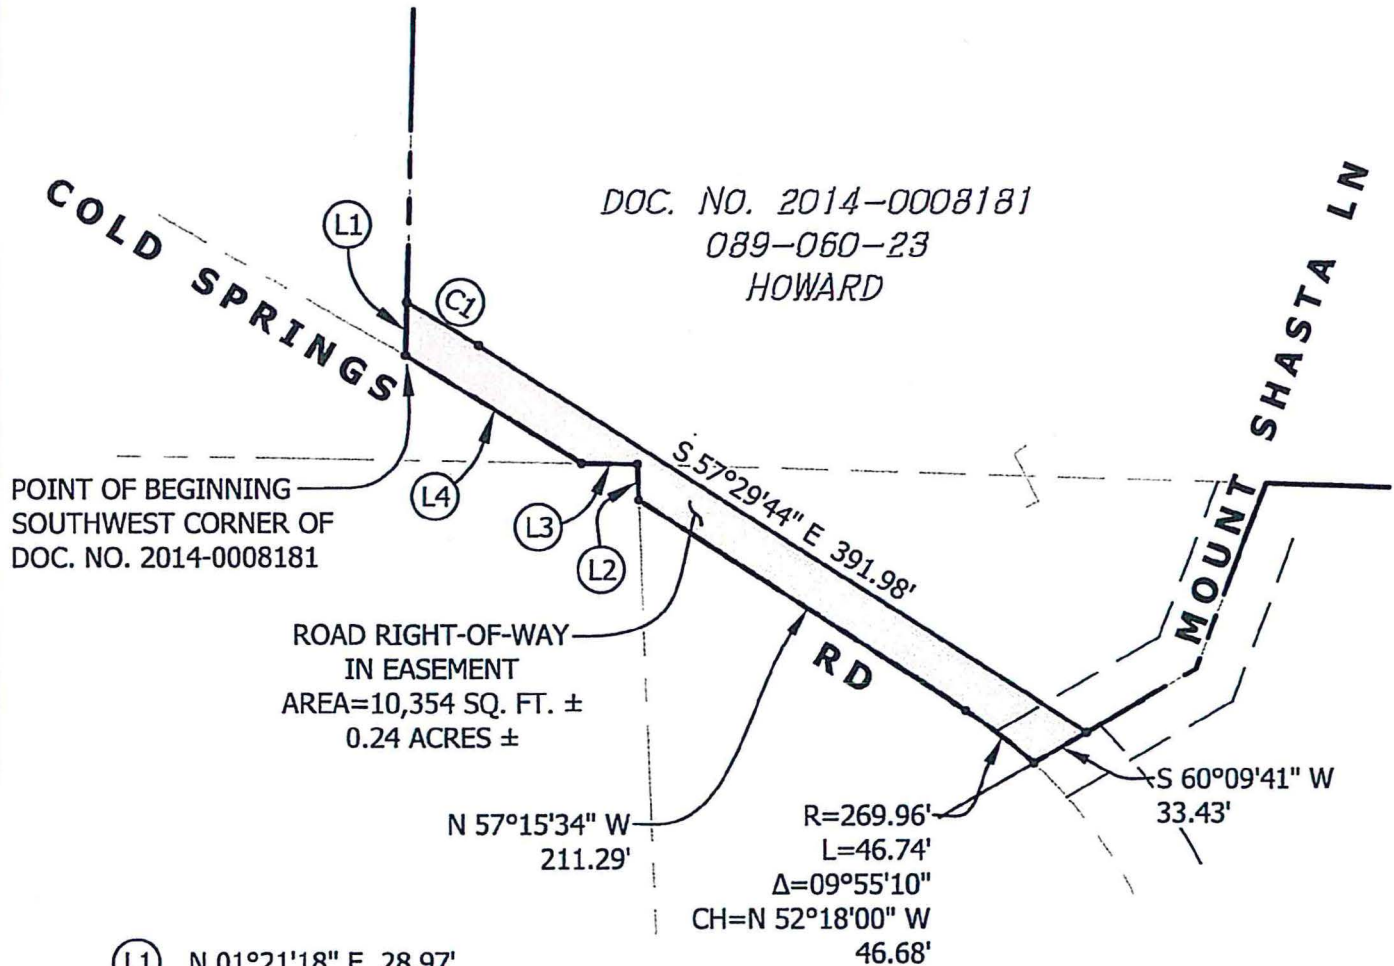 DOC. NO. 2014-0008181
089-060-23
HOWARD
COLD SPRINGS
RD
MOUNT SHASTA LN
L1
C1
POINT OF BEGINNING
SOUTHWEST CORNER OF
DOC. NO. 2014-0008181
L4
L3
L2
S 57°29'44" E 391.98'
ROAD RIGHT-OF-WAY
IN EASEMENT
AREA=10,354 SQ. FT. ±
0.24 ACRES ±
N 57°15'34" W
211.29'
R=269.96'
L=46.74'
Δ=09°55'10"
CH=N 52°18'00" W
46.68'
S 60°09'41" W
33.43'
L1 N 01°21'18" E 28.97'